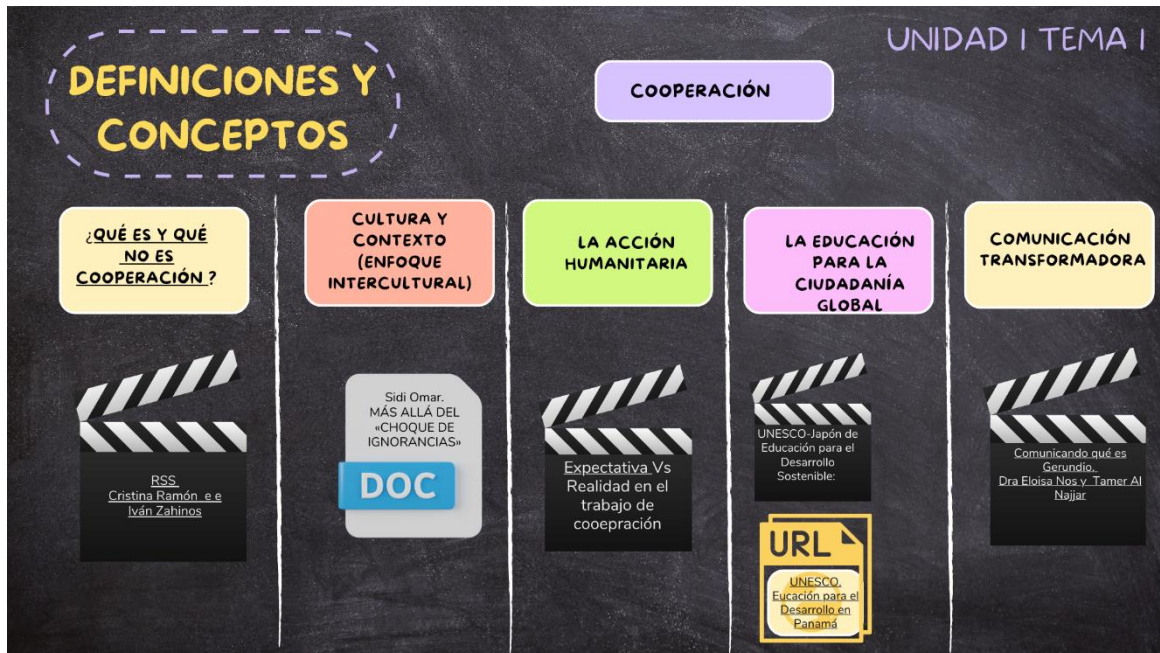 UNIDAD I TEMA I
DEFINICIONES Y
CONCEPTOS
COOPERACIÓN
¿QUÉ ES Y QUÉ
NO ES
COOPERACIÓN ?
CULTURA Y
CONTEXTO
(ENFOQUE
INTERCULTURAL)
LA ACCIÓN
HUMANITARIA
LA EDUCACIÓN
PARA LA
CIUDADANÍA
GLOBAL
COMUNICACIÓN
TRANSFORMADORA
RSS
Cristina Ramón e e
Iván Zahinos
Sidi Omar.
MÁS ALLÁ DEL
«CHOQUE DE
IGNORANCIAS»
DOC
Expectativa Vs
Realidad en el
trabajo de
cooepración
UNESCO-Japón de
Educación para el
Desarrollo
Sostenible:
URL
UNESCO.
Eucación para el
Desarrollo en
Panamá
Comunicando qué es
Gerundio.
Dra Eloisa Nos y Tamer Al
Najjar